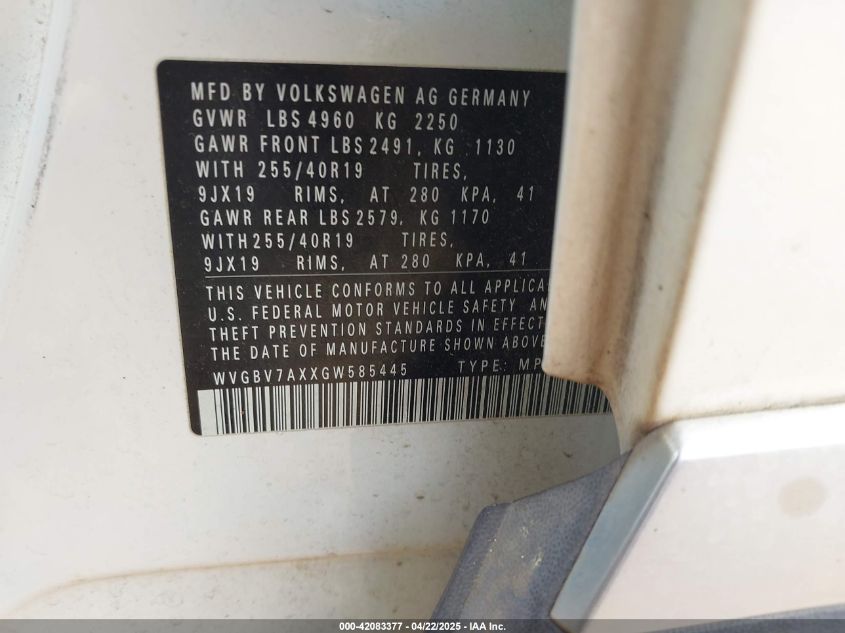 MFD BY VOLKSWAGEN AG GERMANY
GVWR LBS 4960 KG 2250
GAWR FRONT LBS 2491, KG 1130
WITH 255/40R19 TIRES,
9JX19 RIMS, AT 280 KPA, 41
GAWR REAR LBS 2579, KG 1170
WITH255/40R19 TIRES,
9JX19 RIMS, AT 280 KPA, 41
THIS VEHICLE CONFORMS TO ALL APPLICA
U.S. FEDERAL MOTOR VEHICLE SAFETY AN
THEFT PREVENTION STANDARDS IN EFFECT
THE DATE OF MANUFACTURE SHOWN ABOVE
WVGBV7AXXGW585445 TYPE: MP
000-42083377 - 04/22/2025 - IAA Inc.